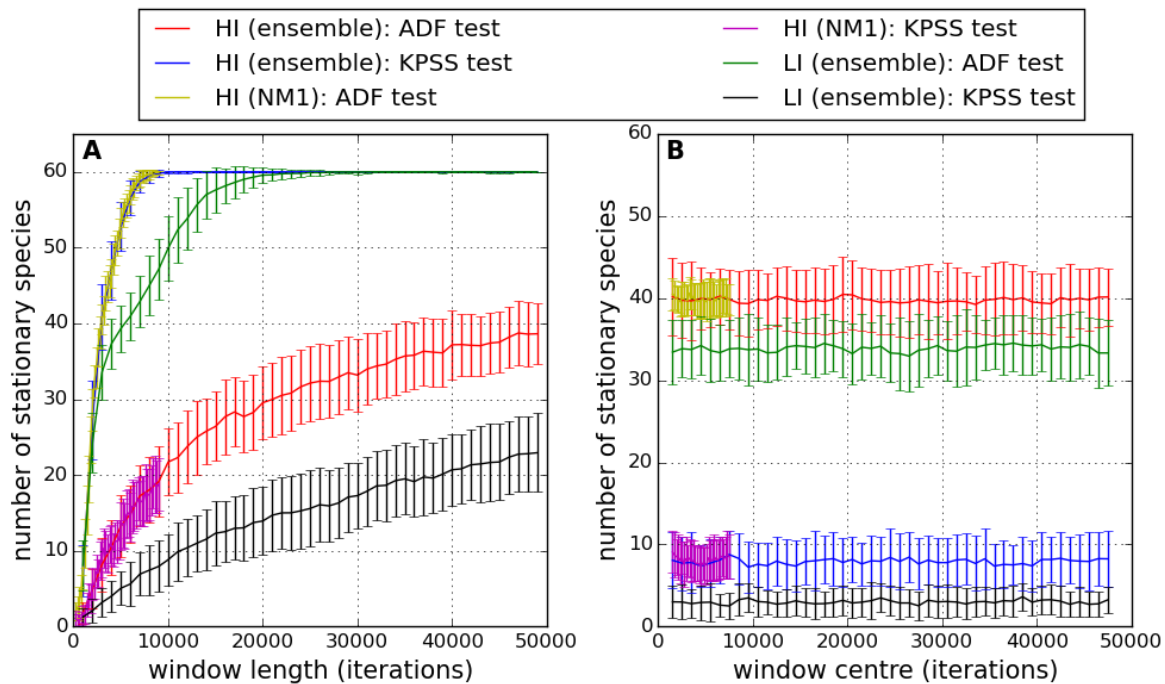 HI (ensemble): ADF test
HI (ensemble): KPSS test
HI (NM1): ADF test
HI (NM1): KPSS test
LI (ensemble): ADF test
LI (ensemble): KPSS test
A
number of stationary species
60
50
40
30
20
10
0
0 10000 20000 30000 40000 50000
window length (iterations)
B
number of stationary species
60
50
40
30
20
10
0
0 10000 20000 30000 40000 50000
window centre (iterations)